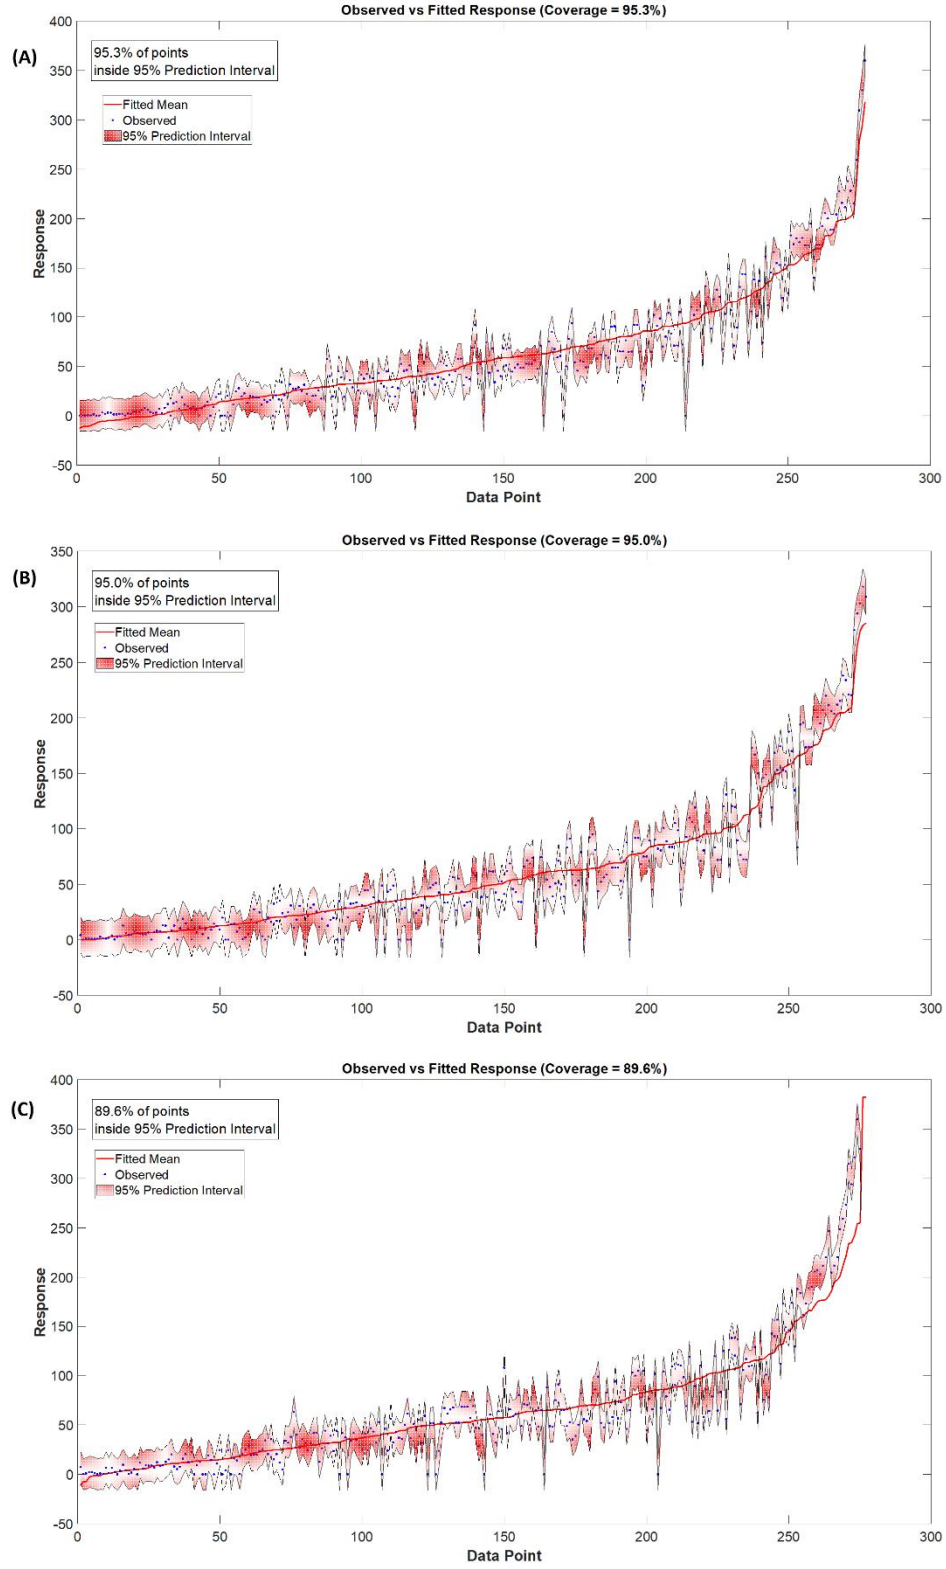 Observed vs Fitted Response (Coverage = 95.3%)
(A)
95.3% of points
inside 95% Prediction Interval
Fitted Mean
Observed
95% Prediction Interval
Response
400
350
300
250
200
150
100
50
0
-50
0 50 100 150 200 250 300
Data Point
Observed vs Fitted Response (Coverage = 95.0%)
(B)
95.0% of points
inside 95% Prediction Interval
Fitted Mean
Observed
95% Prediction Interval
Response
350
300
250
200
150
100
50
0
-50
0 50 100 150 200 250 300
Data Point
Observed vs Fitted Response (Coverage = 89.6%)
(C)
89.6% of points
inside 95% Prediction Interval
Fitted Mean
Observed
95% Prediction Interval
Response
400
350
300
250
200
150
100
50
0
-50
0 50 100 150 200 250 300
Data Point